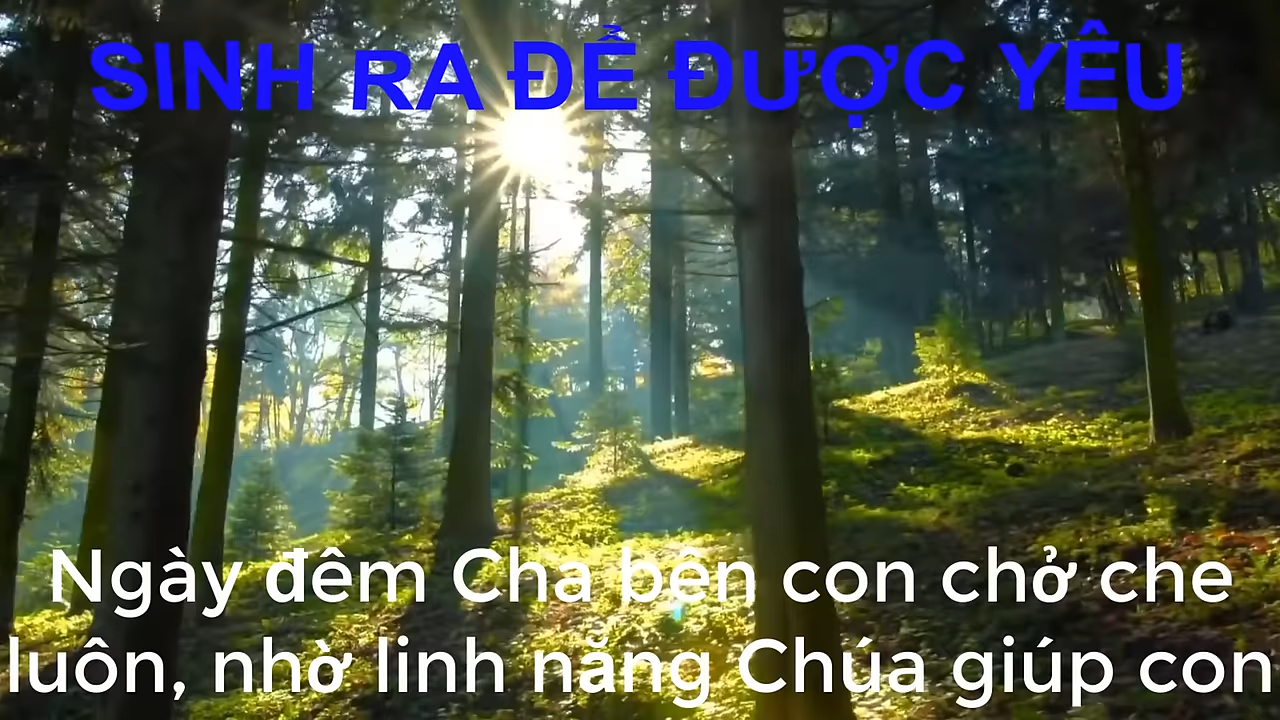 SINH RA ĐỂ ĐƯỢC YÊU
Ngày đêm Cha bên con chở che
luôn, nhờ linh năng Chúa giúp con